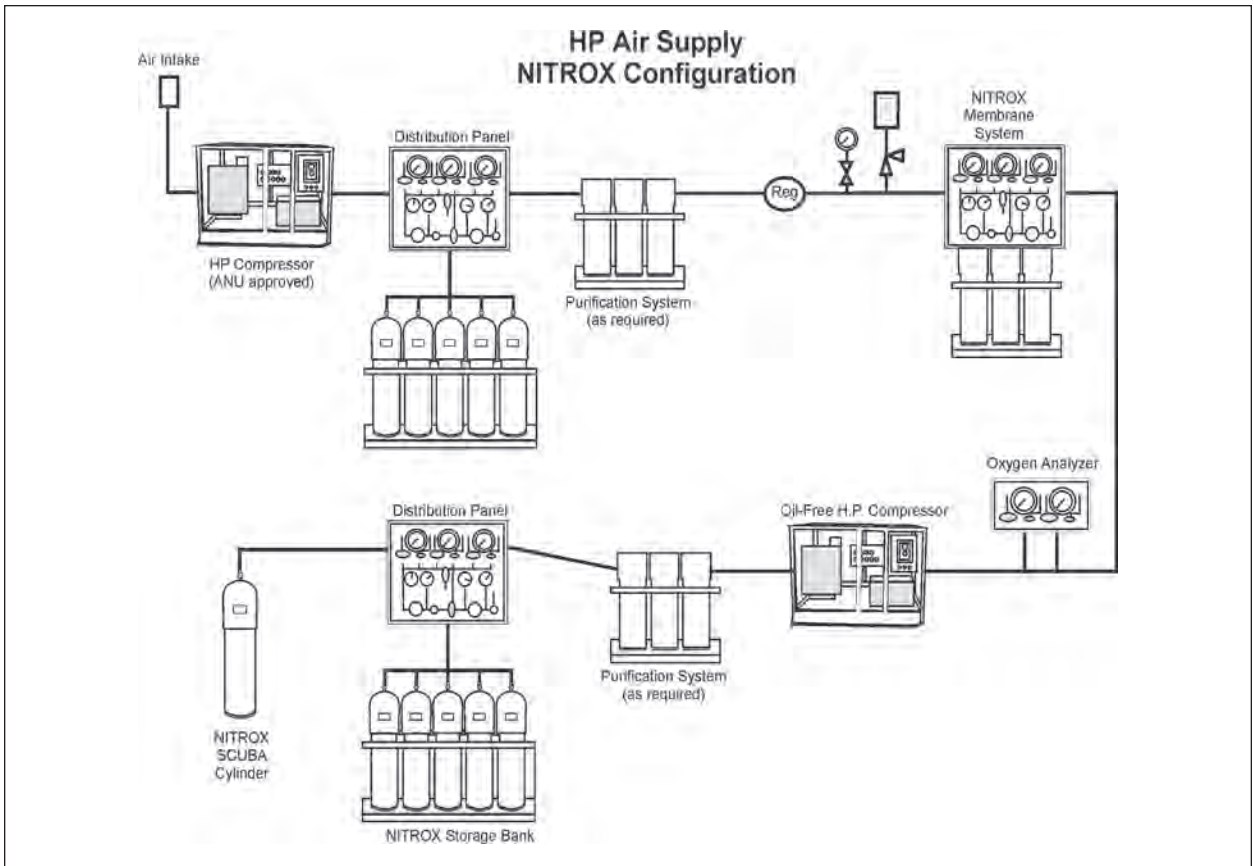 HP Air Supply
NITROX Configuration
Air Intake
HP Compressor
(ANU approved)
Distribution Panel
Purification System
(as required)
Reg
NITROX
Membrane
System
Oxygen Analyzer
Oil-Free H.P. Compressor
Purification System
(as required)
Distribution Panel
NITROX Storage Bank
NITROX
SCUBA
Cylinder